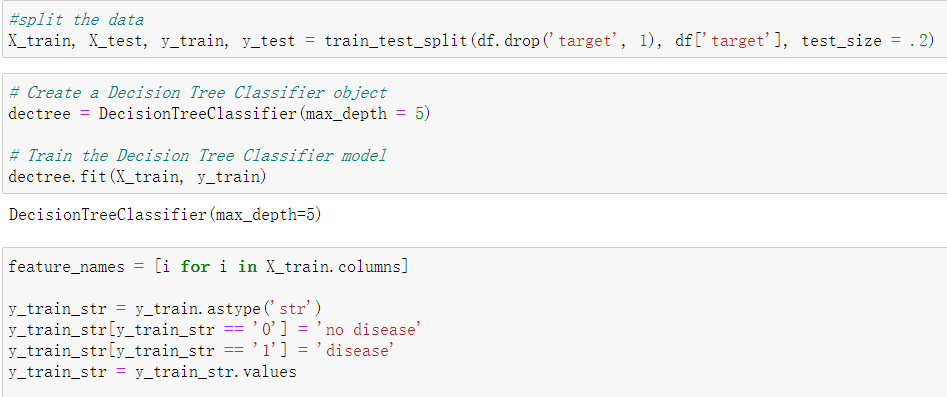 #split the data
X_train, X_test, y_train, y_test = train_test_split(df.drop('target', 1), df['target'], test_size = .2)
# Create a Decision Tree Classifier object
dectree = DecisionTreeClassifier(max_depth = 5)
# Train the Decision Tree Classifier model
dectree.fit(X_train, y_train)
DecisionTreeClassifier(max_depth=5)
feature_names = [i for i in X_train.columns]
y_train_str = y_train.astype('str')
y_train_str[y_train_str == '0'] = 'no disease'
y_train_str[y_train_str == '1'] = 'disease'
y_train_str = y_train_str.values